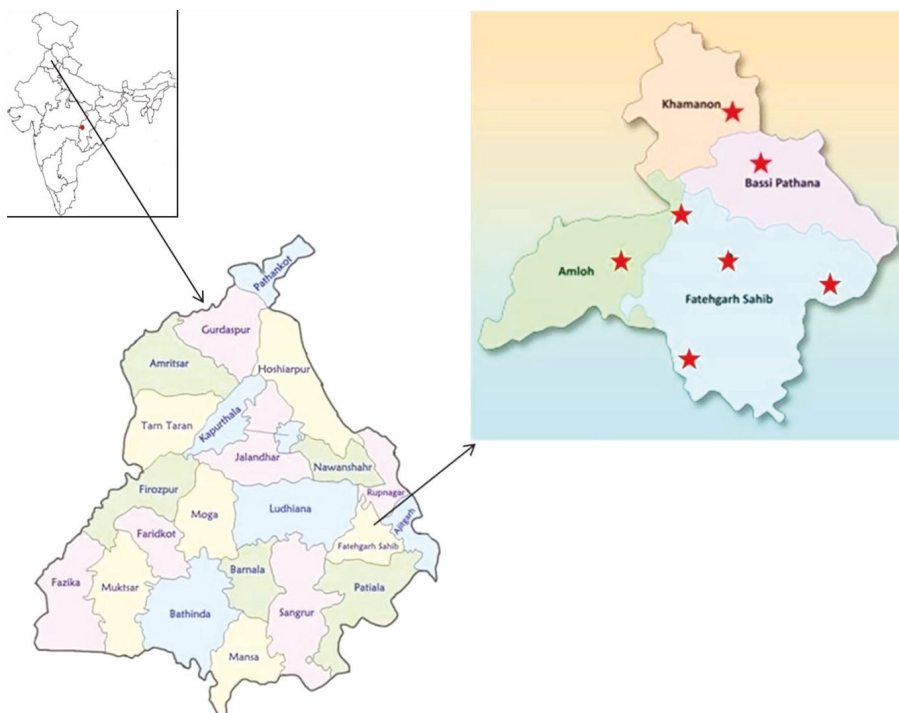 Khamanon
Bassi Pathana
Amloh
Fatehgarh Sahib
Pathankot
Gurdaspur
Amritsar
Hoshiarpur
Tarn Taran
Kapurthala
Jalandhar
Nawanshahr
Firozpur
Rupnagar
Moga
Ludhiana
Ajitgarh
Faridkot
Fatehgarh Sahib
Barnala
Fazika
Muktsar
Patiala
Bathinda
Sangrur
Mansa